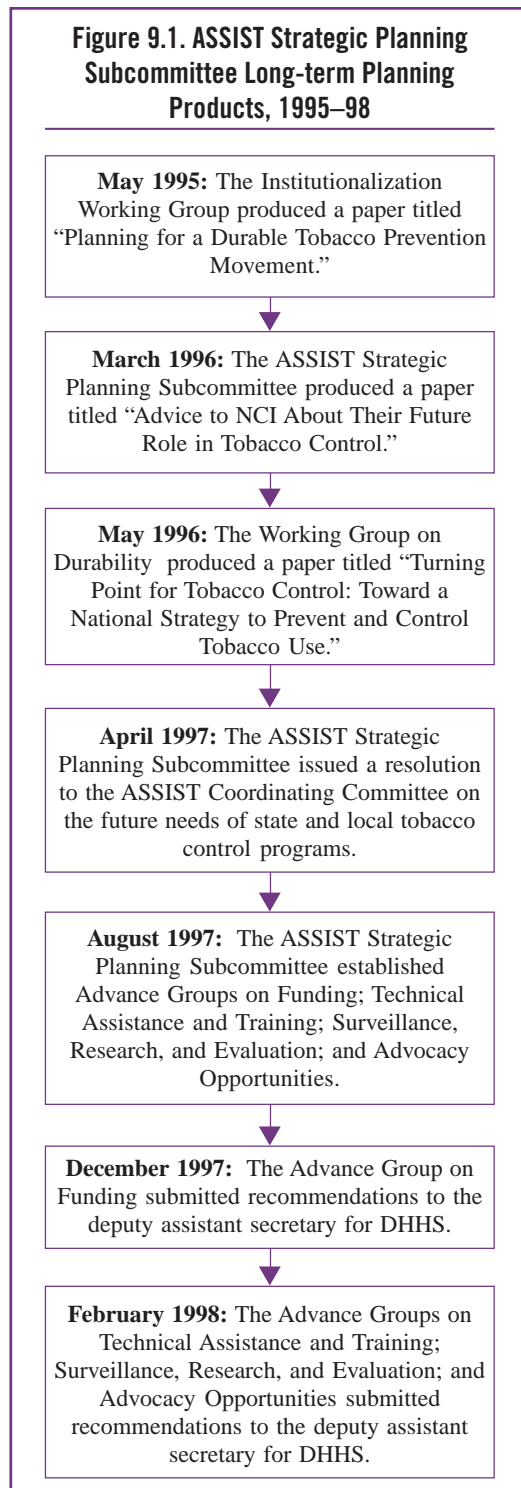 Figure 9.1. ASSIST Strategic Planning
Subcommittee Long-term Planning
Products, 1995–98
May 1995: The Institutionalization
Working Group produced a paper titled
“Planning for a Durable Tobacco Prevention
Movement.”
March 1996: The ASSIST Strategic
Planning Subcommittee produced a paper
titled “Advice to NCI About Their Future
Role in Tobacco Control.”
May 1996: The Working Group on
Durability produced a paper titled “Turning
Point for Tobacco Control: Toward a
National Strategy to Prevent and Control
Tobacco Use.”
April 1997: The ASSIST Strategic
Planning Subcommittee issued a resolution
to the ASSIST Coordinating Committee on
the future needs of state and local tobacco
control programs.
August 1997: The ASSIST Strategic
Planning Subcommittee established
Advance Groups on Funding; Technical
Assistance and Training; Surveillance,
Research, and Evaluation; and Advocacy
Opportunities.
December 1997: The Advance Group on
Funding submitted recommendations to the
deputy assistant secretary for DHHS.
February 1998: The Advance Groups on
Technical Assistance and Training;
Surveillance, Research, and Evaluation; and
Advocacy Opportunities submitted
recommendations to the deputy assistant
secretary for DHHS.